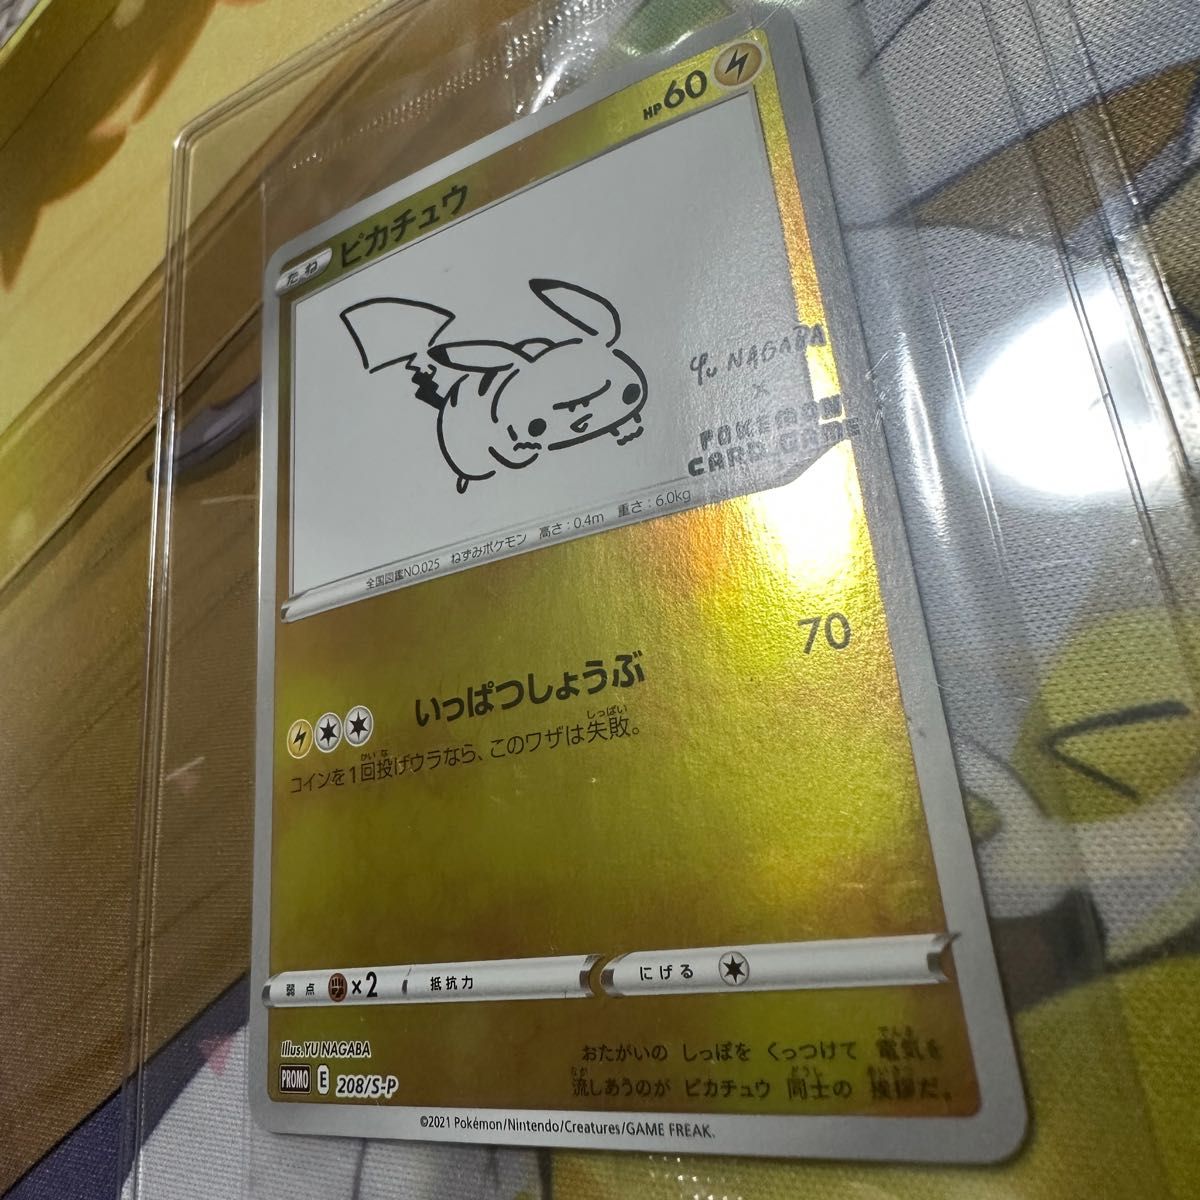 たね
ピカチュウ
HP60
Yu NAGABA
×
POKÉMON
CARD GAME
全国図鑑NO.025 ねずみポケモン 高さ:0.4m 重さ:6.0kg
いっぱつしょうぶ 70
コインを1回投げウラなら、このワザは失敗。
弱点 ×2 抵抗力 にげる
Illus.YU NAGABA
PROMO E 208/S-P
おたがいの しっぽを くっつけて 電気を
流しあうのが ピカチュウ 同士の 挨拶だ。
©2021 Pokémon/Nintendo/Creatures/GAME FREAK.